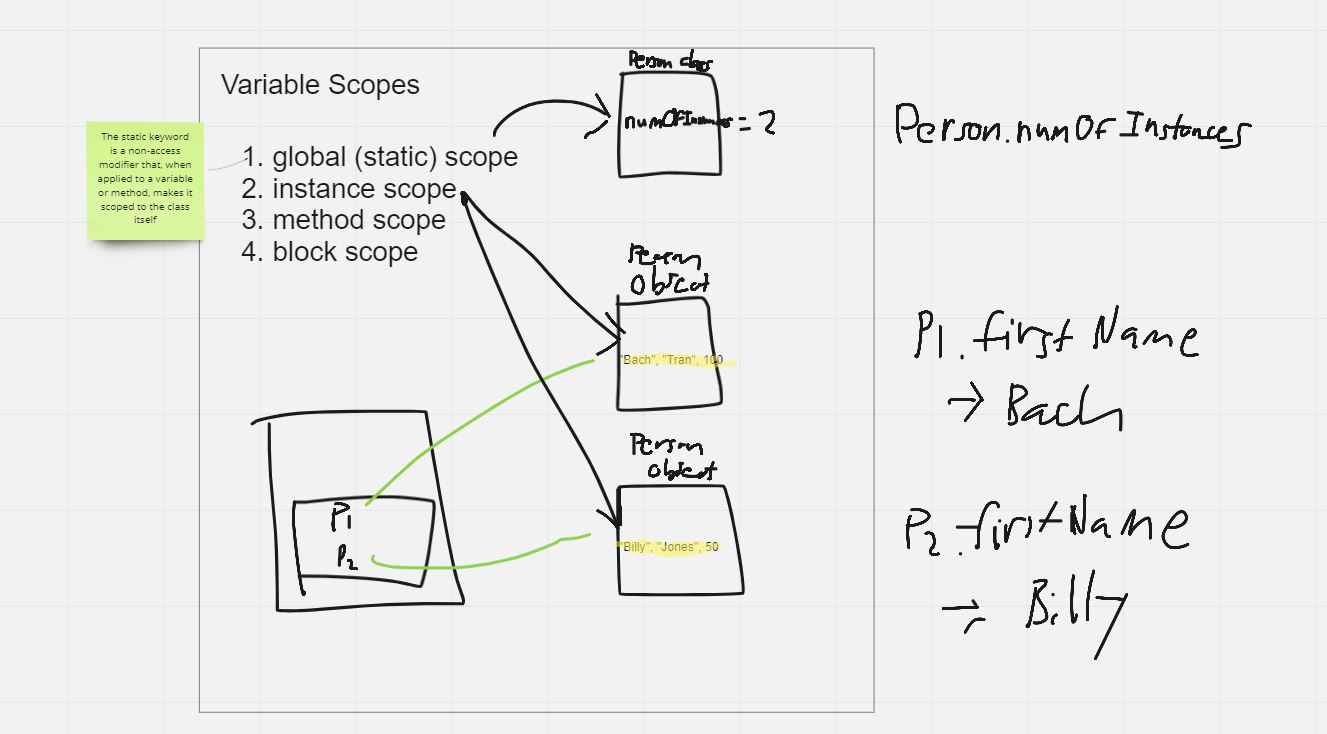 Variable Scopes
The static keyword
is a non-access
modifier that, when
applied to a variable
or method, makes it
scoped to the class
itself
1. global (static) scope
2. instance scope
3. method scope
4. block scope
Person class
numOfInstances = 2
Person.numOfInstances
Person
Object
"Bach", "Tran", 100
P1.firstName
→ Bach
Person
object
"Billy", "Jones", 50
P1
P2
P2.firstName
→ Billy